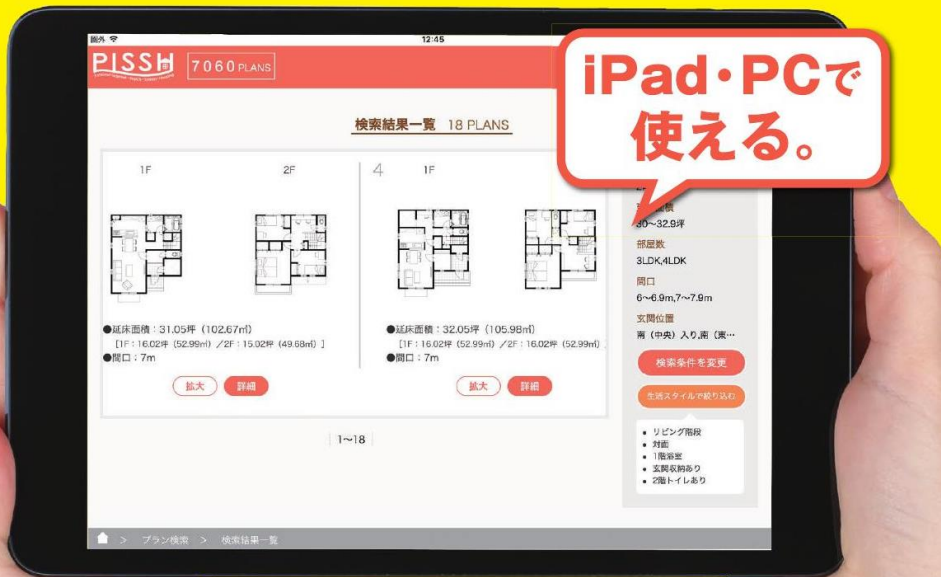 圏外
12:45
PISSH
7060 PLANS
iPad・PCで
使える。
検索結果一覧 18 PLANS
1F
2F
●延床面積：31.05坪（102.67㎡）
［1F：16.02坪（52.99㎡）／2F：15.02坪（49.68㎡）］
●間口：7m
拡大
詳細
4
1F
●延床面積：32.05坪（105.98㎡）
［1F：16.02坪（52.99㎡）／2F：16.02坪（52.99㎡）］
●間口：7m
拡大
詳細
1～18
30～32.9坪
部屋数
3LDK,4LDK
間口
6～6.9m,7～7.9m
玄関位置
南（中央）入り,南（東…
検索条件を変更
生活スタイルで絞り込む
• リビング階段
• 対面
• 1階浴室
• 玄関収納あり
• 2階トイレあり
> プラン検索 > 検索結果一覧